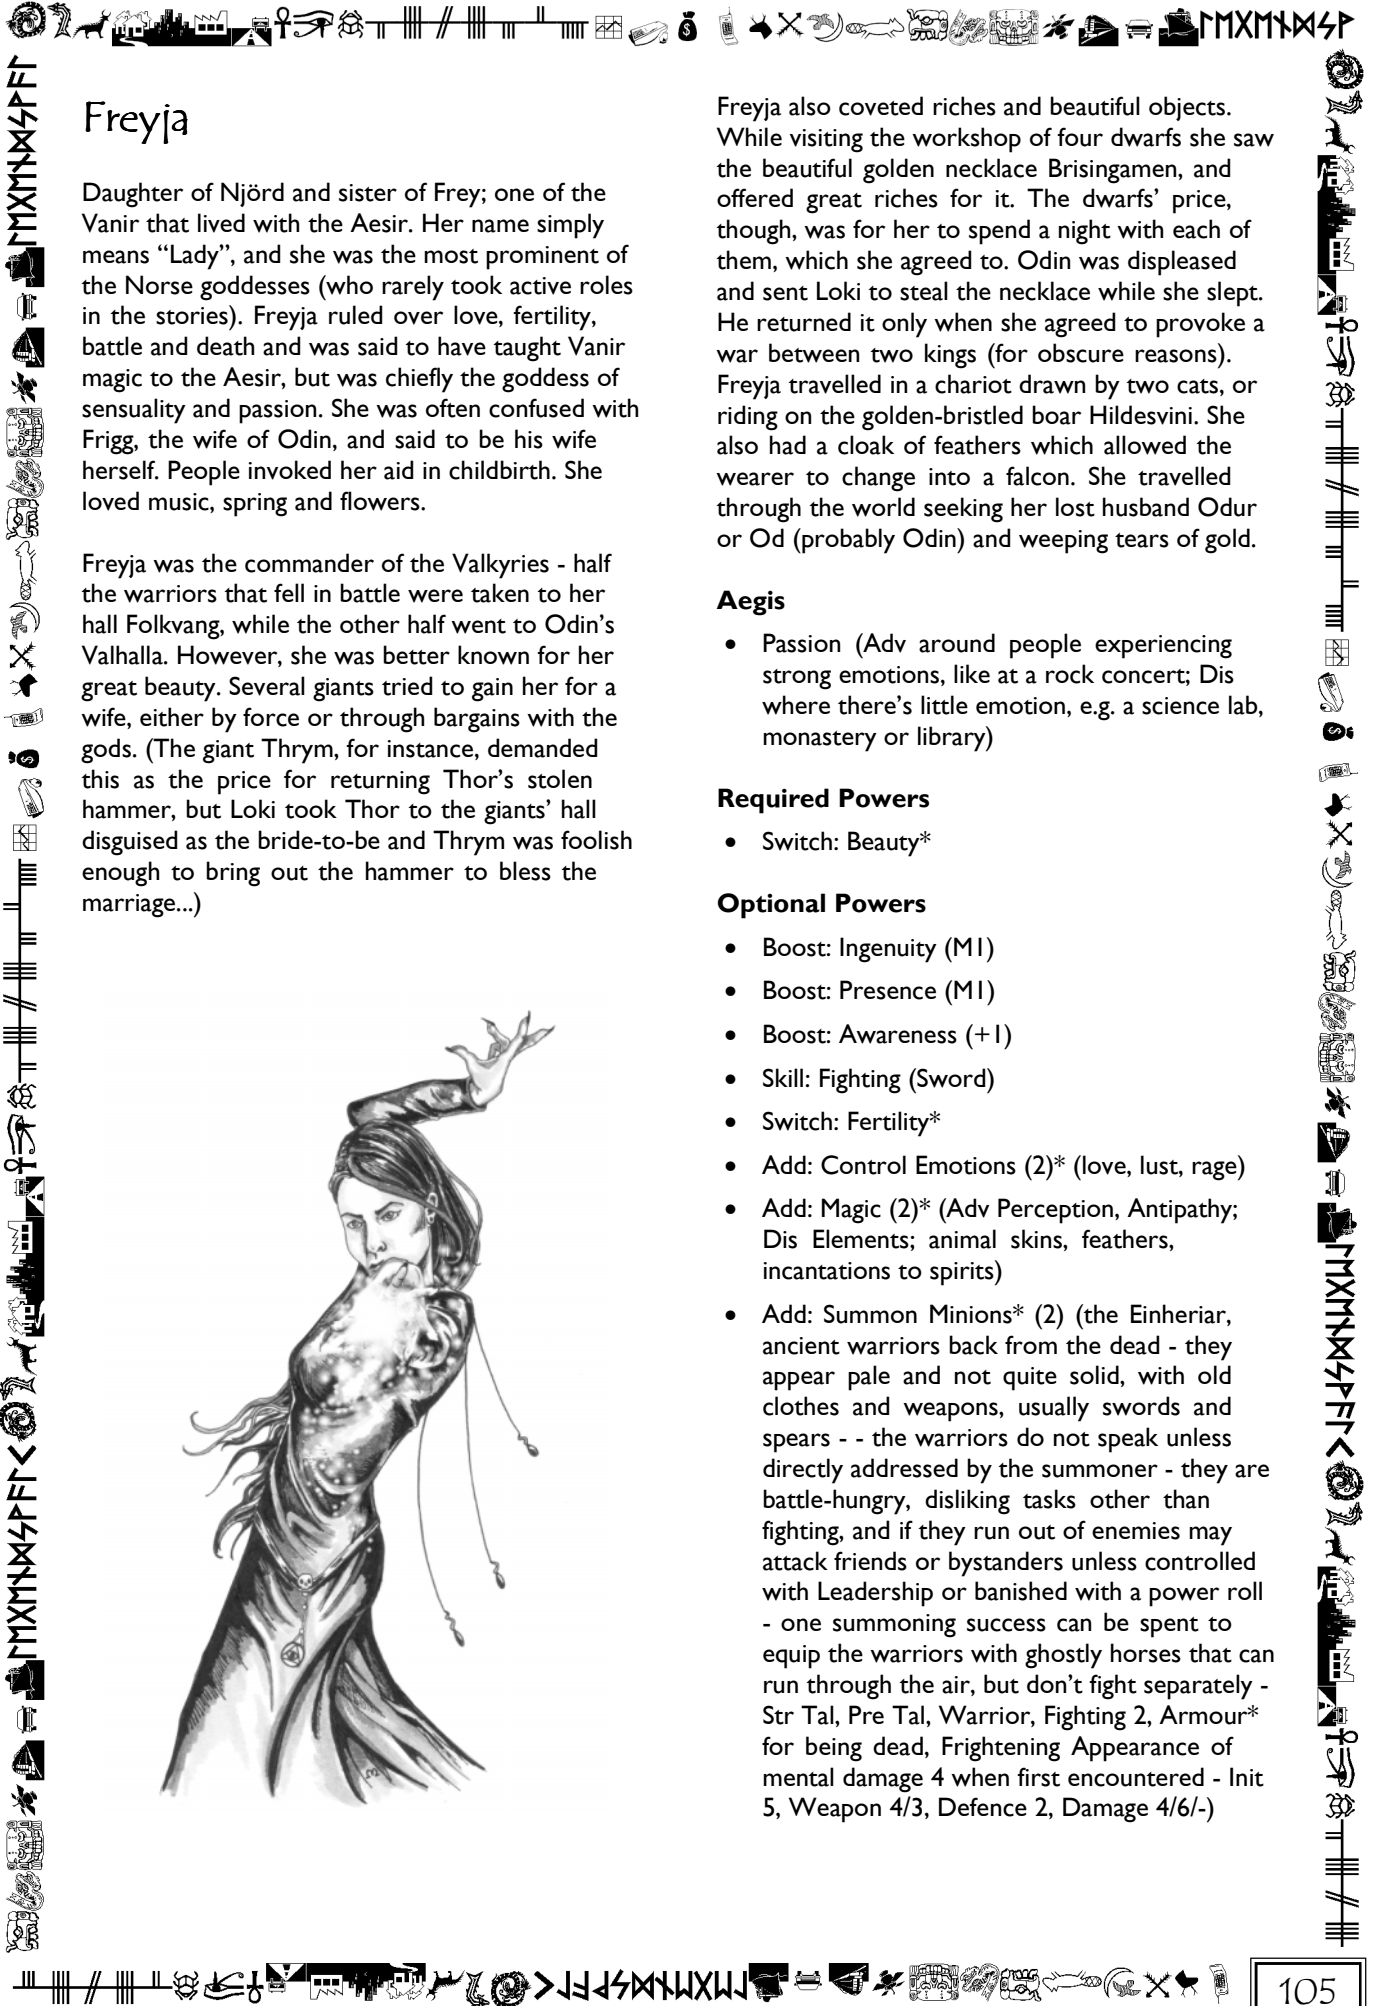 Freyja
Daughter of Njörd and sister of Frey; one of the
Vanir that lived with the Aesir. Her name simply
means “Lady”, and she was the most prominent of
the Norse goddesses (who rarely took active roles
in the stories). Freyja ruled over love, fertility,
battle and death and was said to have taught Vanir
magic to the Aesir, but was chiefly the goddess of
sensuality and passion. She was often confused with
Frigg, the wife of Odin, and said to be his wife
herself. People invoked her aid in childbirth. She
loved music, spring and flowers.
Freyja was the commander of the Valkyries - half
the warriors that fell in battle were taken to her
hall Folkvang, while the other half went to Odin’s
Valhalla. However, she was better known for her
great beauty. Several giants tried to gain her for a
wife, either by force or through bargains with the
gods. (The giant Thrym, for instance, demanded
this as the price for returning Thor’s stolen
hammer, but Loki took Thor to the giants’ hall
disguised as the bride-to-be and Thrym was foolish
enough to bring out the hammer to bless the
marriage...)
Freyja also coveted riches and beautiful objects.
While visiting the workshop of four dwarfs she saw
the beautiful golden necklace Brisingamen, and
offered great riches for it. The dwarfs’ price,
though, was for her to spend a night with each of
them, which she agreed to. Odin was displeased
and sent Loki to steal the necklace while she slept.
He returned it only when she agreed to provoke a
war between two kings (for obscure reasons).
Freyja travelled in a chariot drawn by two cats, or
riding on the golden-bristled boar Hildesvini. She
also had a cloak of feathers which allowed the
wearer to change into a falcon. She travelled
through the world seeking her lost husband Odur
or Od (probably Odin) and weeping tears of gold.
Aegis
• Passion (Adv around people experiencing
strong emotions, like at a rock concert; Dis
where there’s little emotion, e.g. a science lab,
monastery or library)
Required Powers
• Switch: Beauty*
Optional Powers
• Boost: Ingenuity (M1)
• Boost: Presence (M1)
• Boost: Awareness (+1)
• Skill: Fighting (Sword)
• Switch: Fertility*
• Add: Control Emotions (2)* (love, lust, rage)
• Add: Magic (2)* (Adv Perception, Antipathy;
Dis Elements; animal skins, feathers,
incantations to spirits)
• Add: Summon Minions* (2) (the Einheriar,
ancient warriors back from the dead - they
appear pale and not quite solid, with old
clothes and weapons, usually swords and
spears - - the warriors do not speak unless
directly addressed by the summoner - they are
battle-hungry, disliking tasks other than
fighting, and if they run out of enemies may
attack friends or bystanders unless controlled
with Leadership or banished with a power roll
- one summoning success can be spent to
equip the warriors with ghostly horses that can
run through the air, but don’t fight separately -
Str Tal, Pre Tal, Warrior, Fighting 2, Armour*
for being dead, Frightening Appearance of
mental damage 4 when first encountered - Init
5, Weapon 4/3, Defence 2, Damage 4/6/-)
105